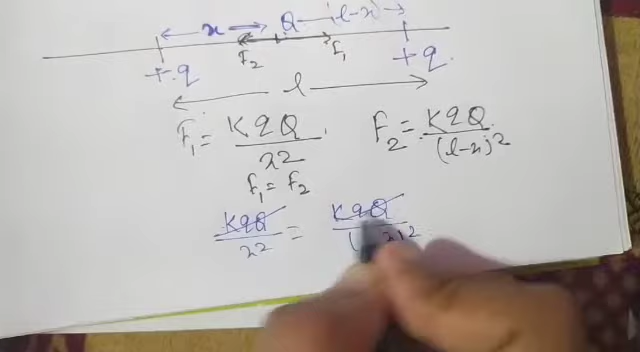 x Q (l-x)
F2 F1
+q +q
l
F1 = KqQ/x2 F2 = KqQ/(l-x)2
F1 = F2
KqQ/x2 = KqQ/( x)2